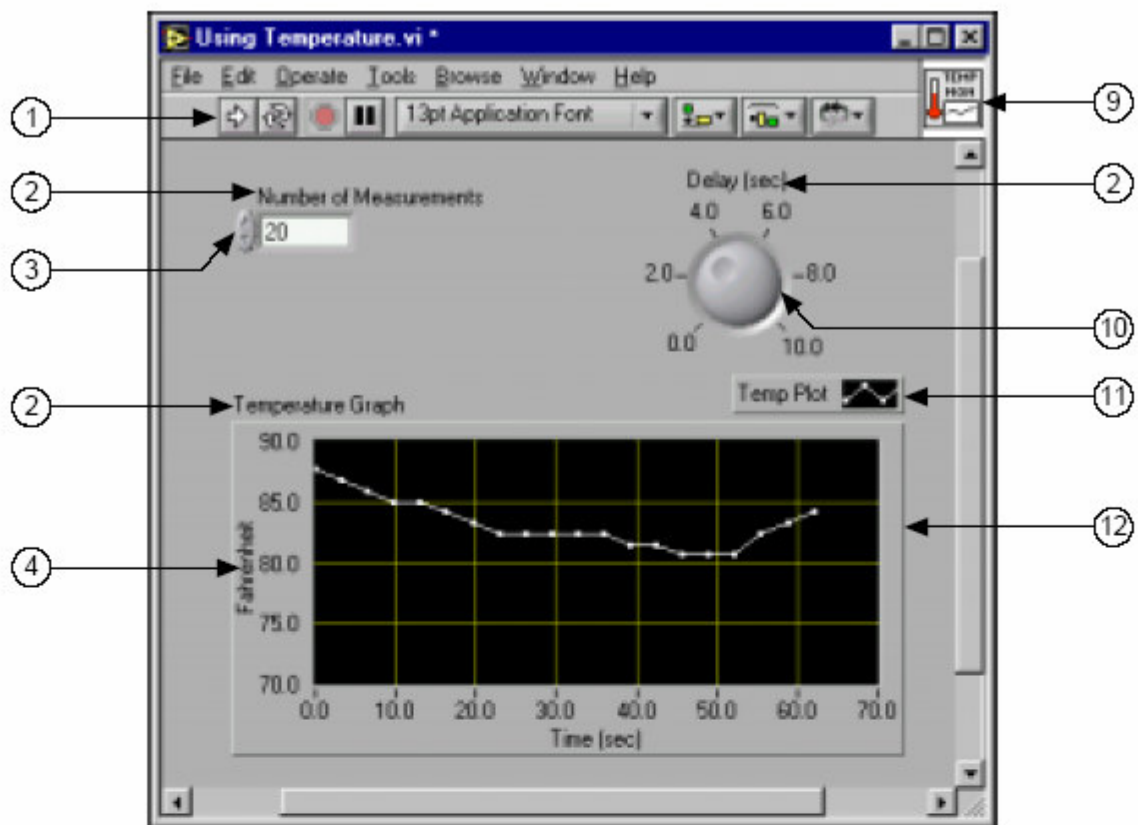 Using Temperature.vi *
File Edit Operate Tools Browse Window Help
TEMP
MON
9
1
13pt Application Font
2
Number of Measurements
Delay (sec)
2
4.0 6.0
3
20
2.0 8.0
10
0.0 10.0
Temp Plot
11
2
Temperature Graph
90.0
85.0
12
4
Fahrenheit
80.0
75.0
70.0
0.0 10.0 20.0 30.0 40.0 50.0 60.0 70.0
Time (sec)